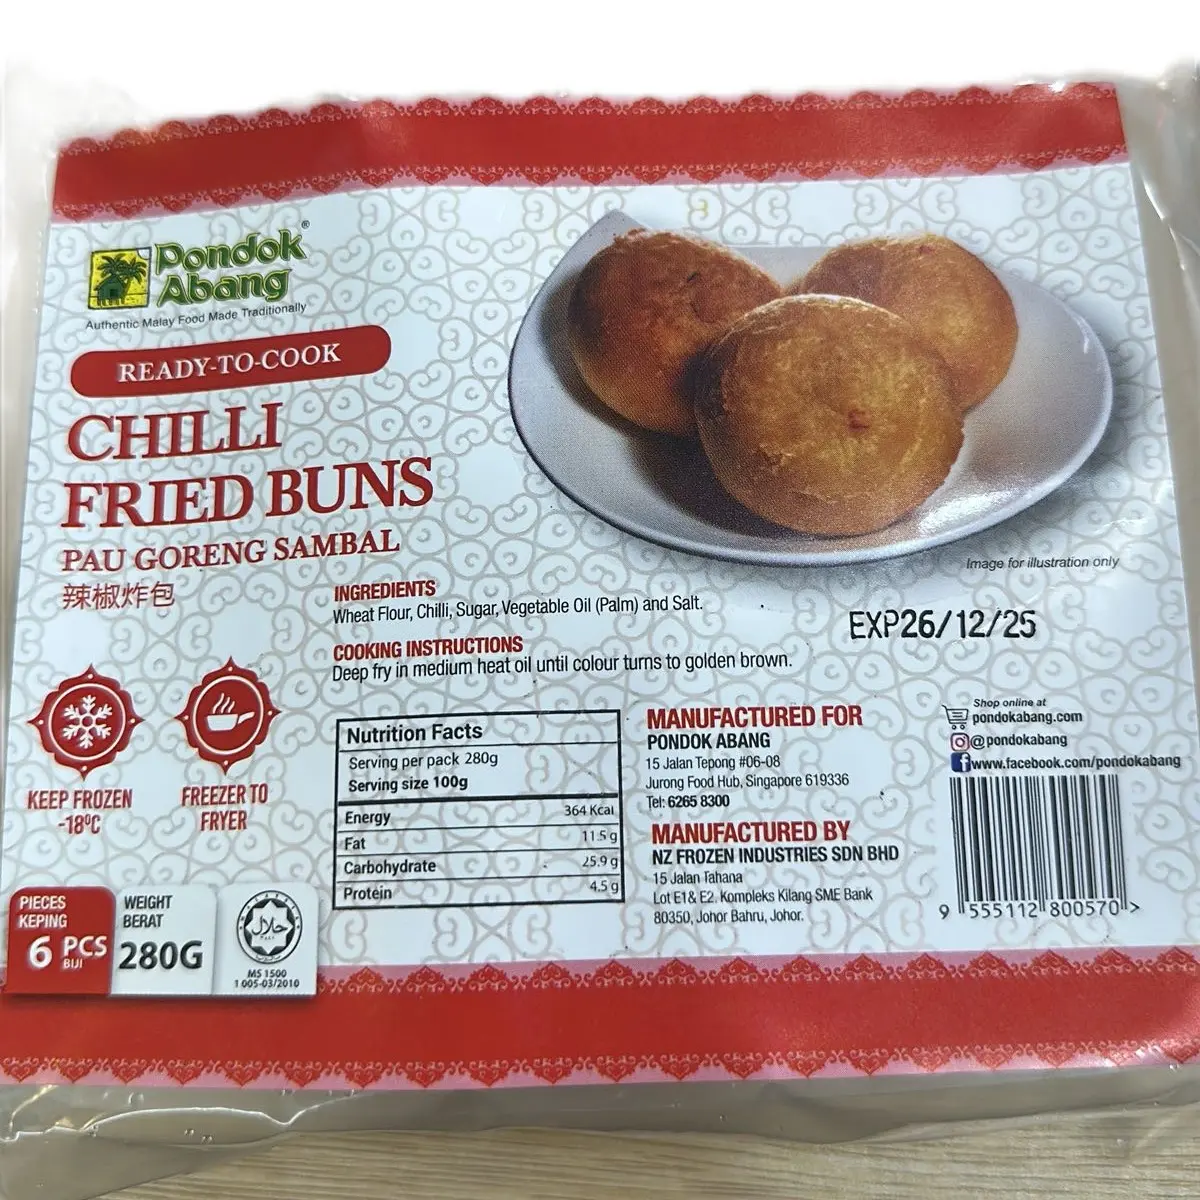 Pondok
Abang®
Authentic Malay Food Made Traditionally
READY-TO-COOK
CHILLI
FRIED BUNS
PAU GORENG SAMBAL
辣椒炸包
Image for illustration only
INGREDIENTS
Wheat Flour, Chilli, Sugar, Vegetable Oil (Palm) and Salt.
EXP26/12/25
COOKING INSTRUCTIONS
Deep fry in medium heat oil until colour turns to golden brown.
KEEP FROZEN
-18ºC
FREEZER TO
FRYER
Nutrition Facts
Serving per pack 280g
Serving size 100g
Energy 364 Kcal
Fat 11.5 g
Carbohydrate 25.9 g
Protein 4.5 g
MANUFACTURED FOR
PONDOK ABANG
15 Jalan Tepong #06-08
Jurong Food Hub, Singapore 619336
Tel: 6265 8300
MANUFACTURED BY
NZ FROZEN INDUSTRIES SDN BHD
15 Jalan Tahana
Lot E1& E2. Kompleks Kilang SME Bank
80350, Johor Bahru, Johor.
Shop online at
pondokabang.com
@pondokabang
www.facebook.com/pondokabang
9 555112 800570 >
PIECES
KEPING
6 PCS
BIJI
WEIGHT
BERAT
280G
حلال
MS 1500
1 005-03/2010